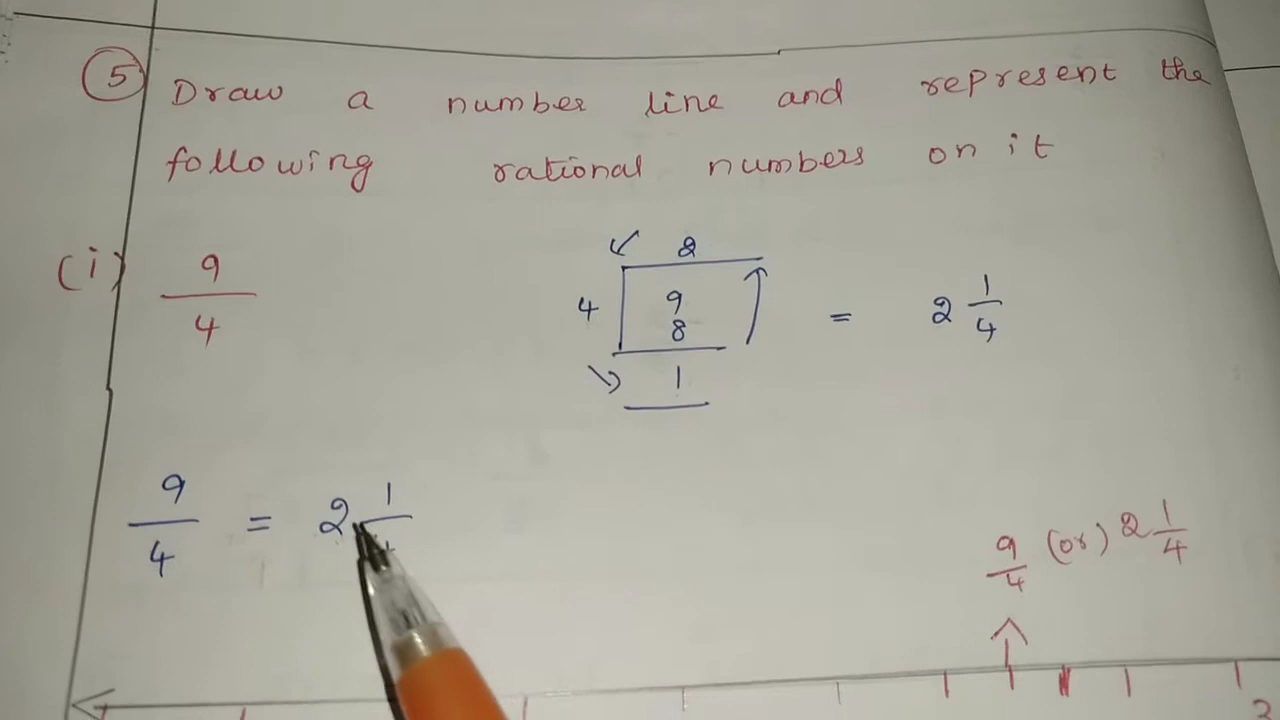 5 Draw a number line and represent the
following rational numbers on it
(i) 9/4
2
4 9 = 2 1/4
8
1
9/4 = 2 1/4
9/4 (or) 2 1/4